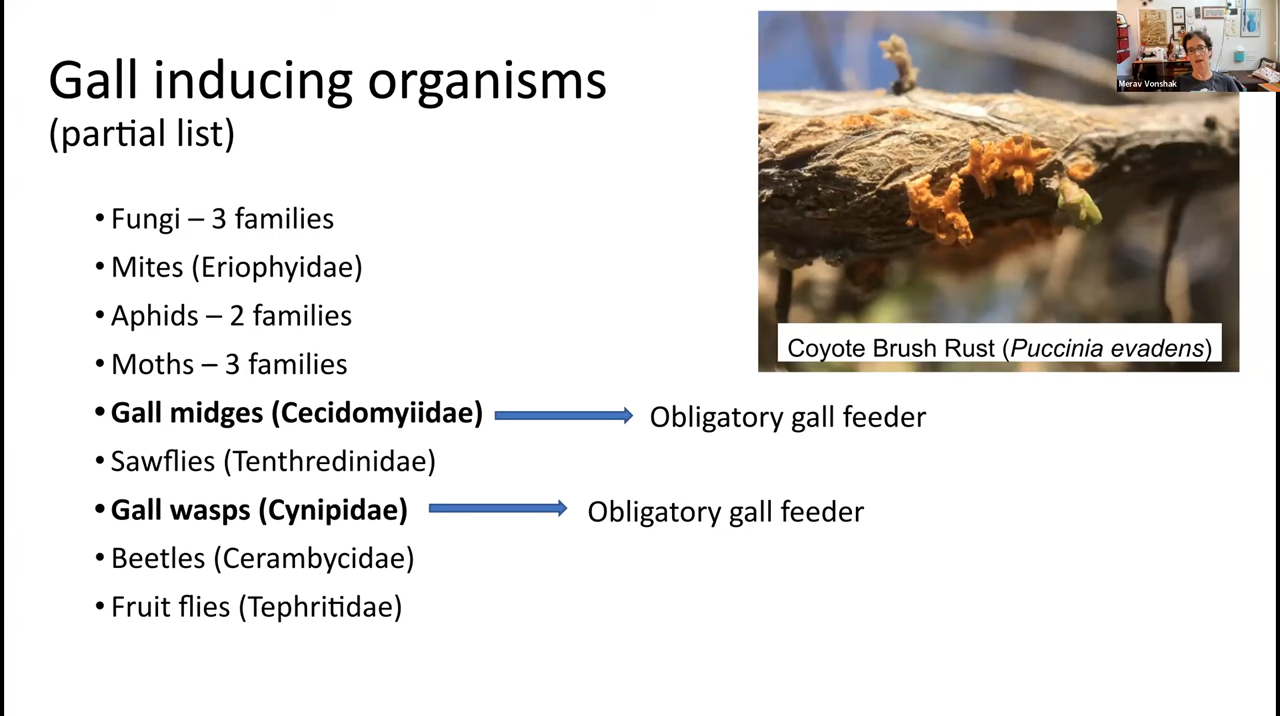 Gall inducing organisms
(partial list)
• Fungi – 3 families
• Mites (Eriophyidae)
• Aphids – 2 families
• Moths – 3 families
• Gall midges (Cecidomyiidae) Obligatory gall feeder
• Sawflies (Tenthredinidae)
• Gall wasps (Cynipidae) Obligatory gall feeder
• Beetles (Cerambycidae)
• Fruit flies (Tephritidae)
Coyote Brush Rust (Puccinia evadens)
Merav Vonshak